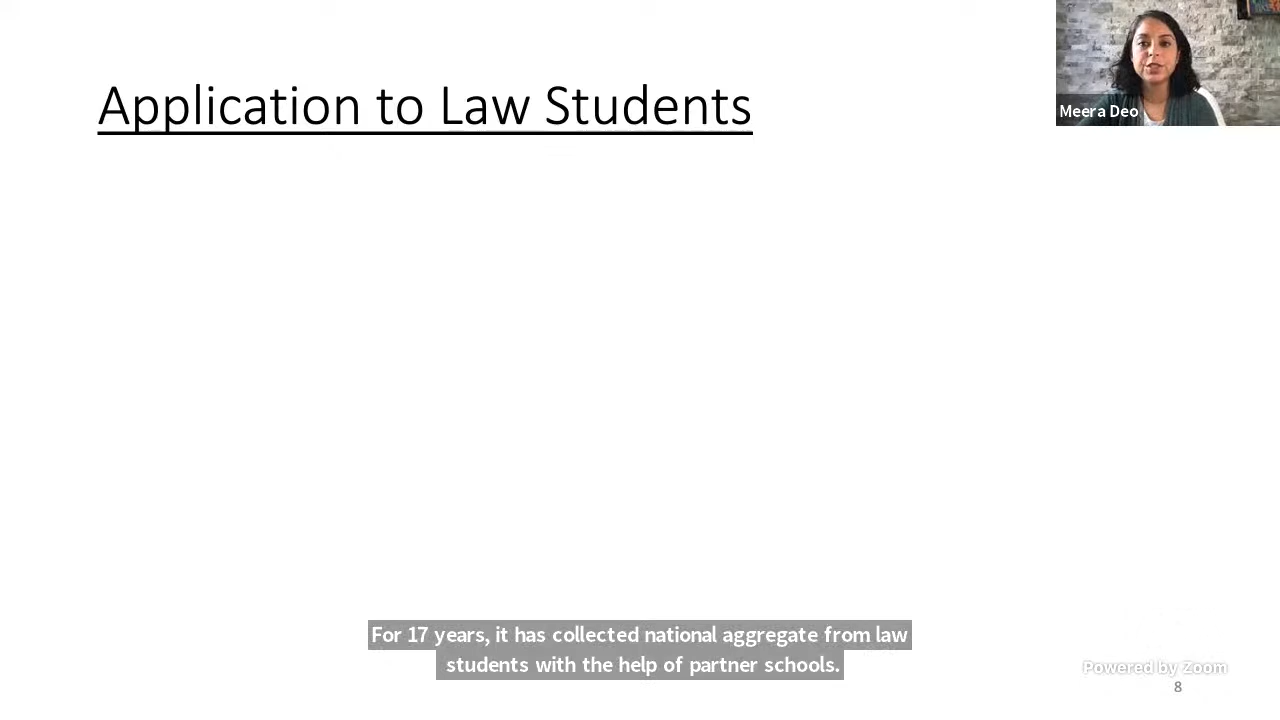 Application to Law Students
Meera Deo
For 17 years, it has collected national aggregate from law
students with the help of partner schools.
Powered by Zoom
8